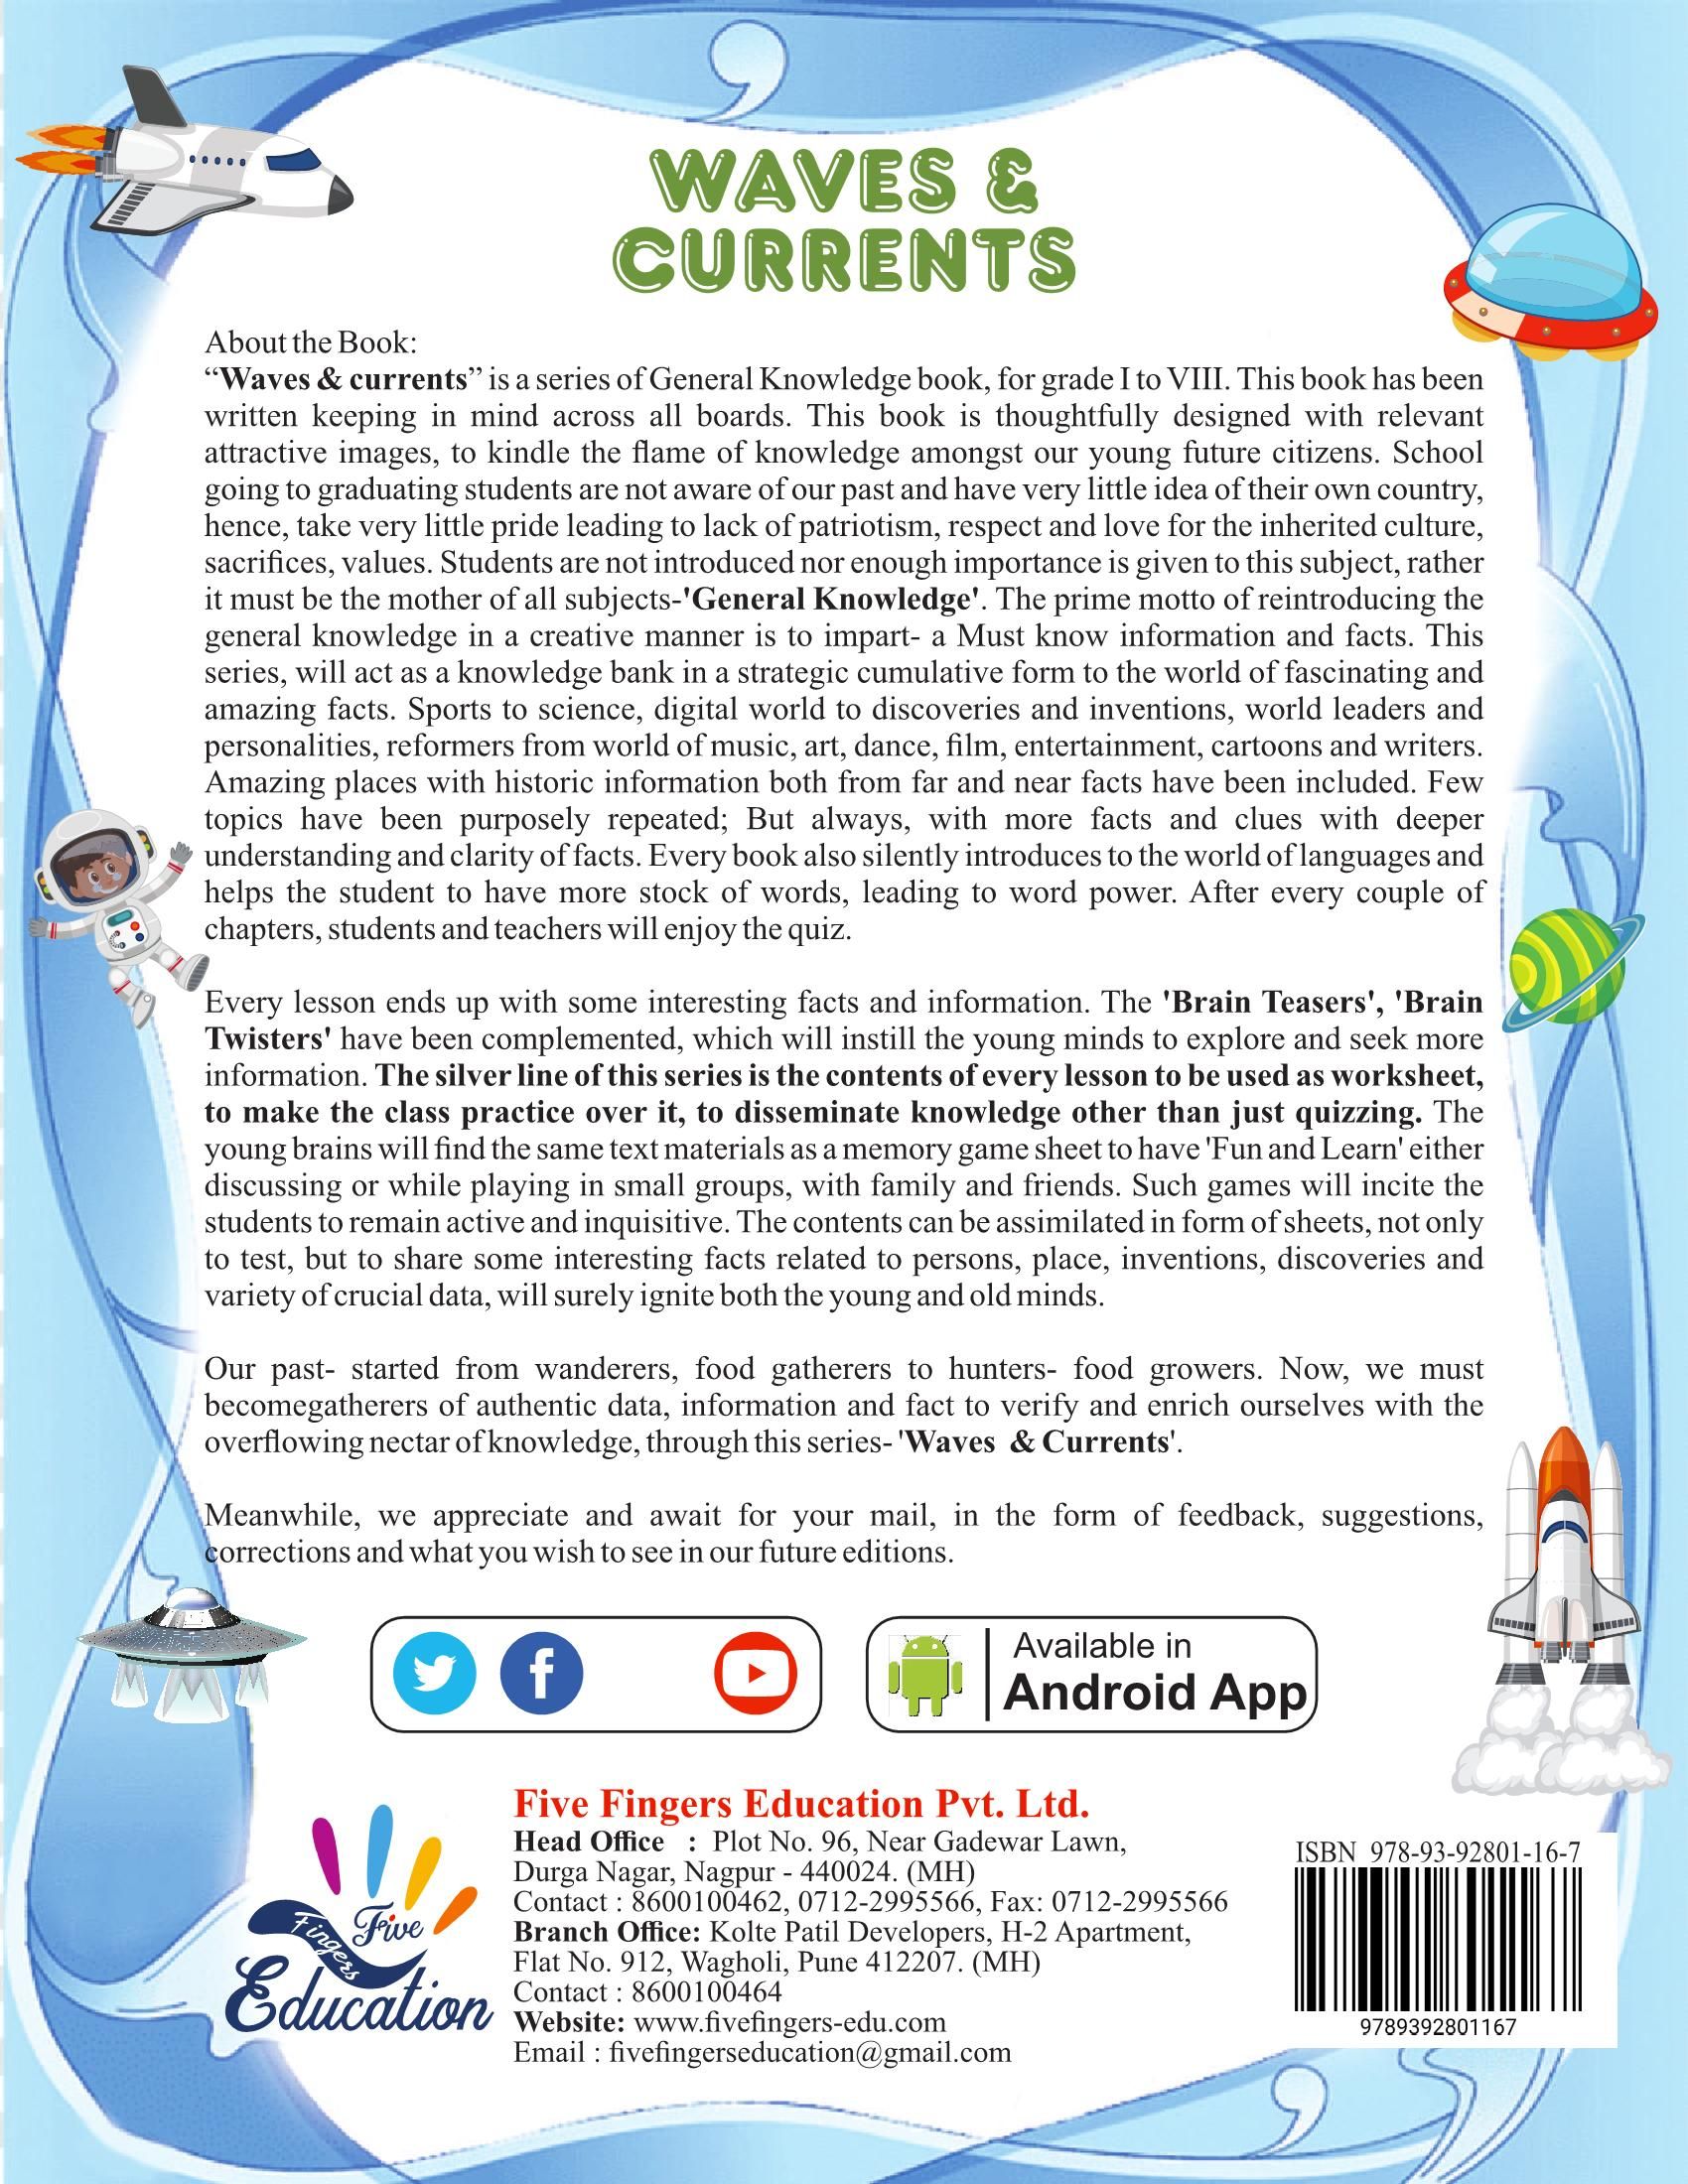 WAVES &
CURRENTS
About the Book:
“Waves & currents” is a series of General Knowledge book, for grade I to VIII. This book has been
written keeping in mind across all boards. This book is thoughtfully designed with relevant
attractive images, to kindle the flame of knowledge amongst our young future citizens. School
going to graduating students are not aware of our past and have very little idea of their own country,
hence, take very little pride leading to lack of patriotism, respect and love for the inherited culture,
sacrifices, values. Students are not introduced nor enough importance is given to this subject, rather
it must be the mother of all subjects-'General Knowledge'. The prime motto of reintroducing the
general knowledge in a creative manner is to impart- a Must know information and facts. This
series, will act as a knowledge bank in a strategic cumulative form to the world of fascinating and
amazing facts. Sports to science, digital world to discoveries and inventions, world leaders and
personalities, reformers from world of music, art, dance, film, entertainment, cartoons and writers.
Amazing places with historic information both from far and near facts have been included. Few
topics have been purposely repeated; But always, with more facts and clues with deeper
understanding and clarity of facts. Every book also silently introduces to the world of languages and
helps the student to have more stock of words, leading to word power. After every couple of
chapters, students and teachers will enjoy the quiz.
Every lesson ends up with some interesting facts and information. The 'Brain Teasers', 'Brain
Twisters' have been complemented, which will instill the young minds to explore and seek more
information. The silver line of this series is the contents of every lesson to be used as worksheet,
to make the class practice over it, to disseminate knowledge other than just quizzing. The
young brains will find the same text materials as a memory game sheet to have 'Fun and Learn' either
discussing or while playing in small groups, with family and friends. Such games will incite the
students to remain active and inquisitive. The contents can be assimilated in form of sheets, not only
to test, but to share some interesting facts related to persons, place, inventions, discoveries and
variety of crucial data, will surely ignite both the young and old minds.
Our past- started from wanderers, food gatherers to hunters- food growers. Now, we must
becomegatherers of authentic data, information and fact to verify and enrich ourselves with the
overflowing nectar of knowledge, through this series- 'Waves & Currents'.
Meanwhile, we appreciate and await for your mail, in the form of feedback, suggestions,
corrections and what you wish to see in our future editions.
f
Available in
Android App
Five
Fingers
Education
Five Fingers Education Pvt. Ltd.
Head Office : Plot No. 96, Near Gadewar Lawn,
Durga Nagar, Nagpur - 440024. (MH)
Contact : 8600100462, 0712-2995566, Fax: 0712-2995566
Branch Office: Kolte Patil Developers, H-2 Apartment,
Flat No. 912, Wagholi, Pune 412207. (MH)
Contact : 8600100464
Website: www.fivefingers-edu.com
Email : fivefingerseducation@gmail.com
ISBN 978-93-92801-16-7
9789392801167